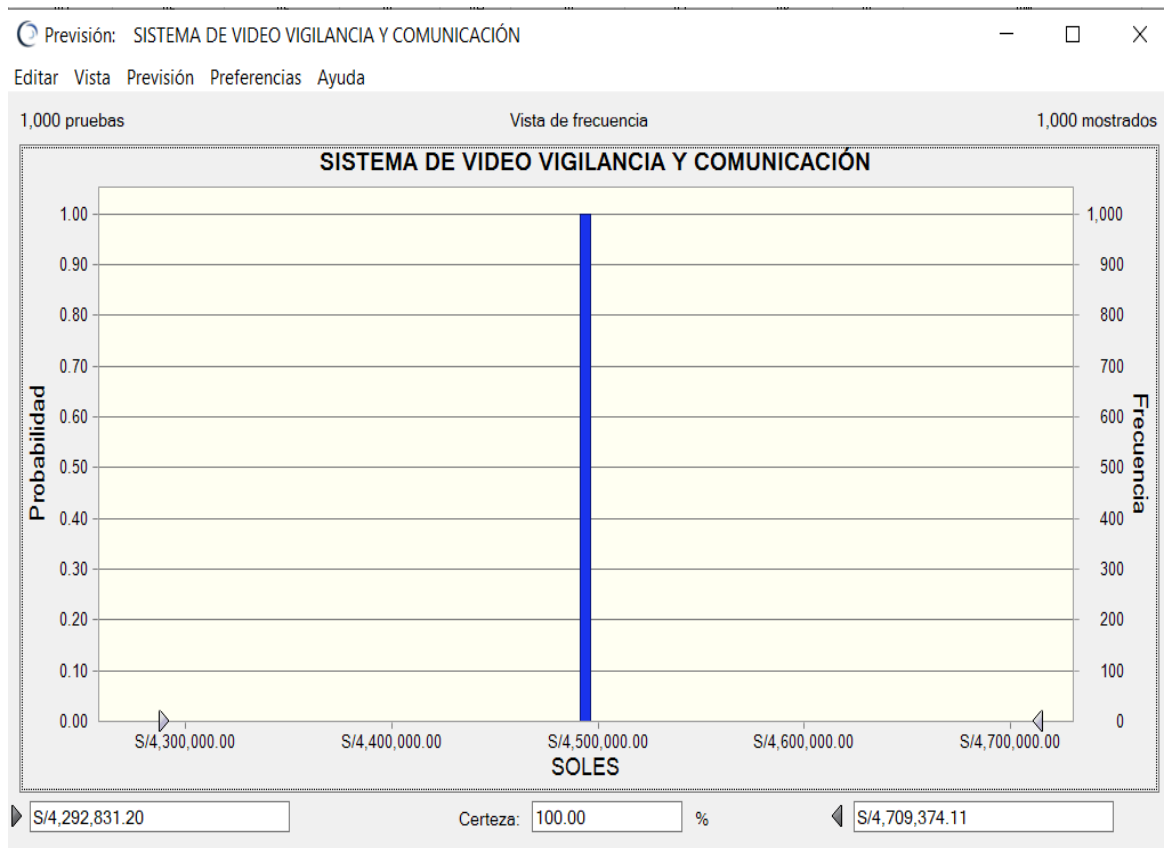 Previsión: SISTEMA DE VIDEO VIGILANCIA Y COMUNICACIÓN
Editar Vista Previsión Preferencias Ayuda
1,000 pruebas Vista de frecuencia 1,000 mostrados
SISTEMA DE VIDEO VIGILANCIA Y COMUNICACIÓN
1.00 1,000
0.90 900
0.80 800
0.70 700
0.60 600
0.50 500
0.40 400
0.30 300
0.20 200
0.10 100
0.00 0
Probabilidad
Frecuencia
S/4,300,000.00 S/4,400,000.00 S/4,500,000.00 S/4,600,000.00 S/4,700,000.00
SOLES
S/4,292,831.20 Certeza: 100.00 % S/4,709,374.11